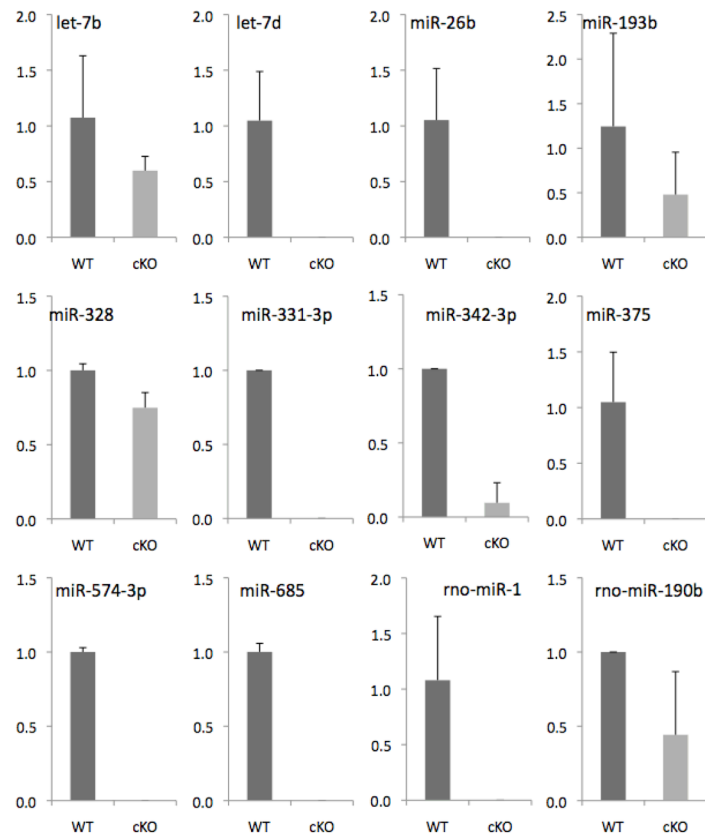 let-7b
2.0
1.5
1.0
0.5
0.0
WT cKO
let-7d
2.0
1.5
1.0
0.5
0.0
WT cKO
miR-26b
2.0
1.5
1.0
0.5
0.0
WT cKO
miR-193b
2.5
2.0
1.5
1.0
0.5
0.0
WT cKO
miR-328
1.5
1.0
0.5
0.0
WT cKO
miR-331-3p
1.5
1.0
0.5
0.0
WT cKO
miR-342-3p
1.5
1.0
0.5
0.0
WT cKO
miR-375
2.0
1.5
1.0
0.5
0.0
WT cKO
miR-574-3p
1.5
1.0
0.5
0.0
WT cKO
miR-685
1.5
1.0
0.5
0.0
WT cKO
rno-miR-1
2.0
1.5
1.0
0.5
0.0
WT cKO
rno-miR-190b
1.5
1.0
0.5
0.0
WT cKO